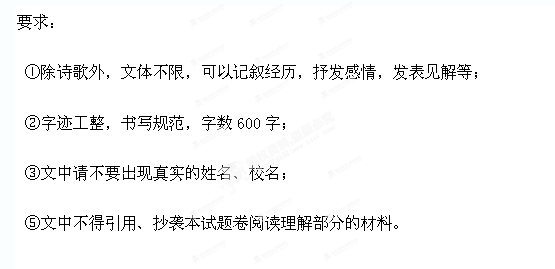 要求：
①除诗歌外，文体不限，可以记叙经历，抒发感情，发表见解等；
②字迹工整，书写规范，字数 600 字；
③文中请不要出现真实的姓名、校名；
⑤文中不得引用、抄袭本试题卷阅读理解部分的材料。